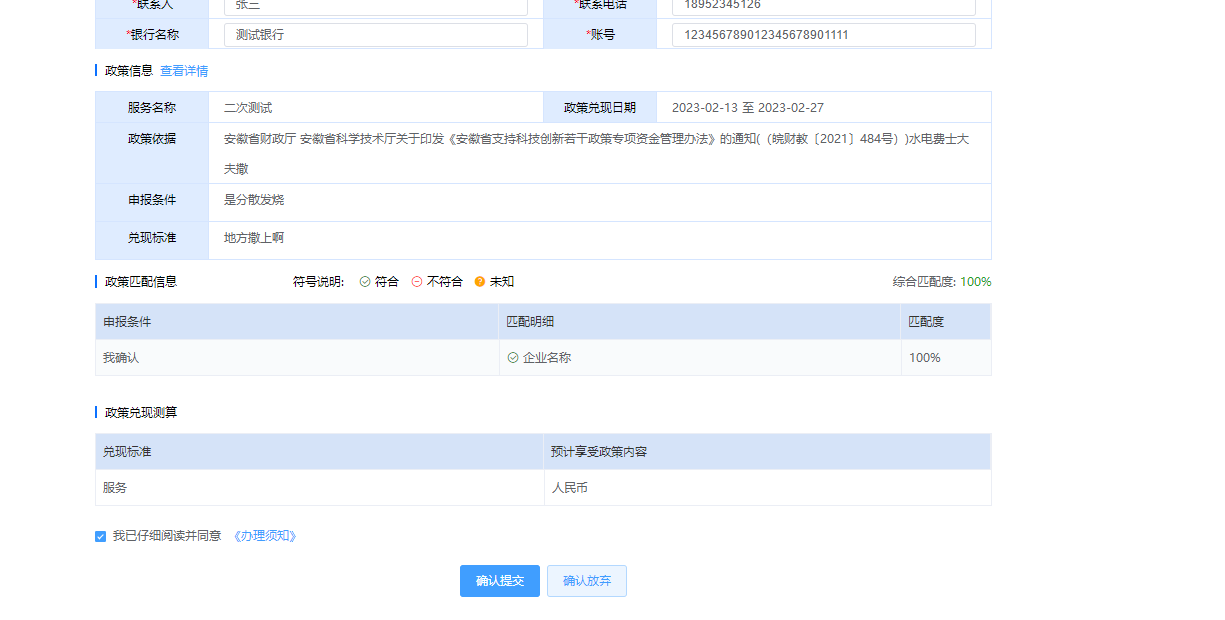 *联系人 张三 *联系电话 18952345126
*银行名称 测试银行 *账号 123456789012345678901111
政策信息 查看详情
服务名称 二次测试 政策兑现日期 2023-02-13 至 2023-02-27
政策依据 安徽省财政厅 安徽省科学技术厅关于印发《安徽省支持科技创新若干政策专项资金管理办法》的通知(（皖财教〔2021〕484号）)水电费士大
夫撒
申报条件 是分散发烧
兑现标准 地方撒上啊
政策匹配信息 符号说明: 符合 不符合 未知 综合匹配度: 100%
申报条件 匹配明细 匹配度
我确认 企业名称 100%
政策兑现测算
兑现标准 预计享受政策内容
服务 人民币
我已仔细阅读并同意 《办理须知》
确认提交 确认放弃